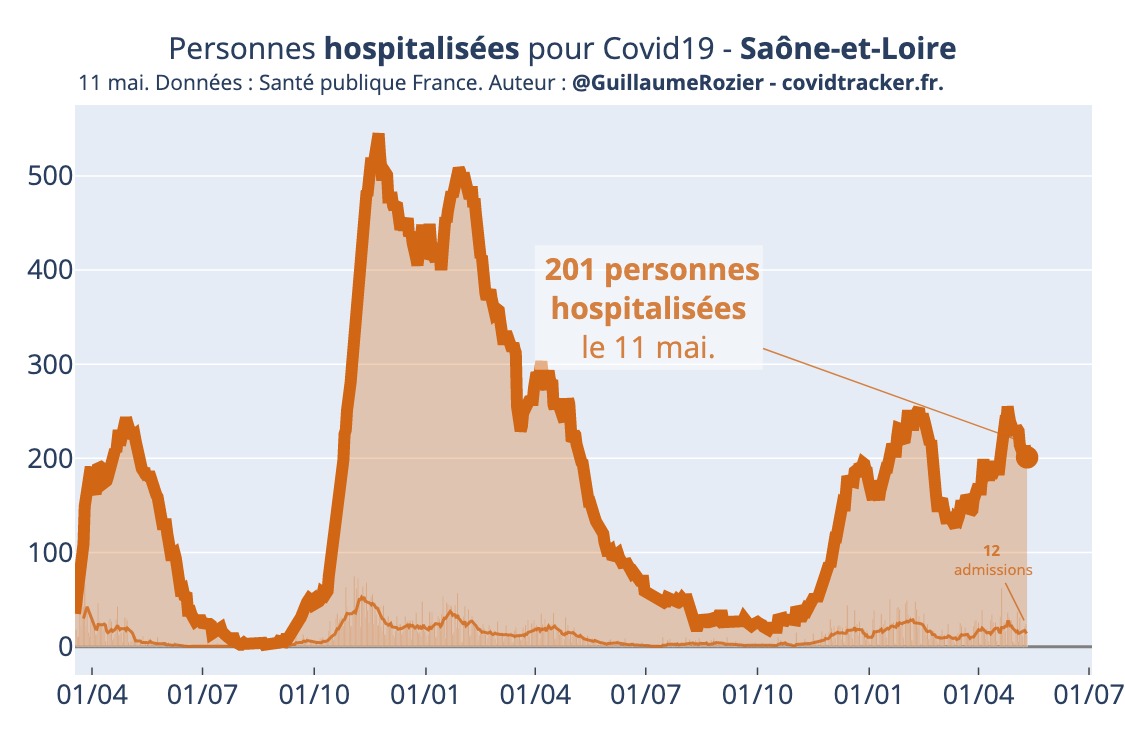 Personnes hospitalisées pour Covid19 - Saône-et-Loire
11 mai. Données : Santé publique France. Auteur : @GuillaumeRozier - covidtracker.fr.
500
400
300
200
100
0
201 personnes
hospitalisées
le 11 mai.
12
admissions
01/04 01/07 01/10 01/01 01/04 01/07 01/10 01/01 01/04 01/07